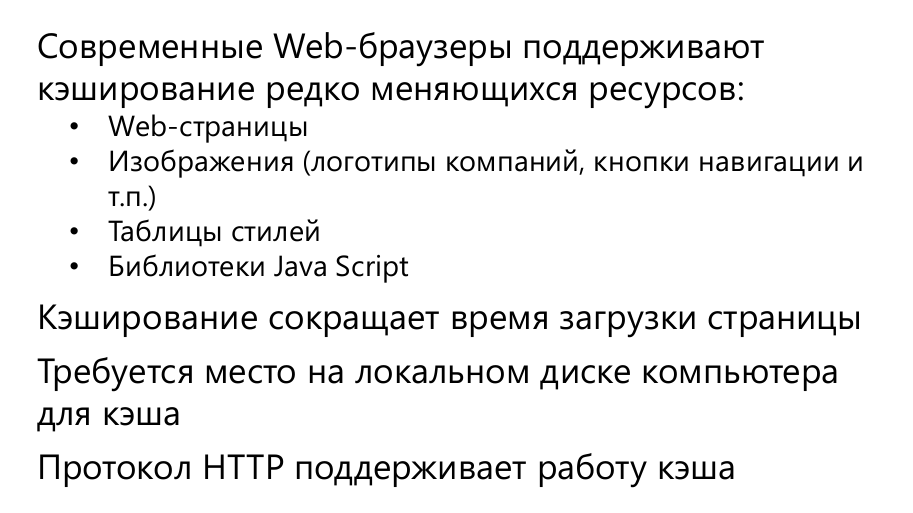 Современные Web-браузеры поддерживают
кэширование редко меняющихся ресурсов:
• Web-страницы
• Изображения (логотипы компаний, кнопки навигации и
т.п.)
• Таблицы стилей
• Библиотеки Java Script
Кэширование сокращает время загрузки страницы
Требуется место на локальном диске компьютера
для кэша
Протокол HTTP поддерживает работу кэша